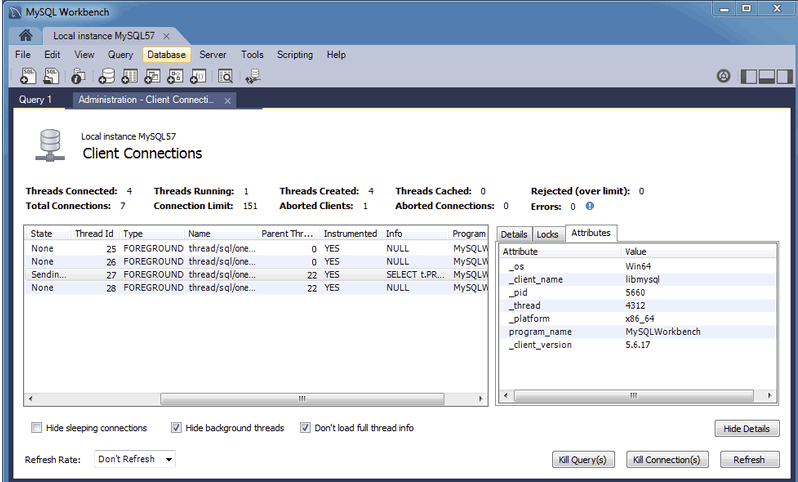 MySQL Workbench
Local instance MySQL57
File Edit View Query Database Server Tools Scripting Help
Query 1 Administration - Client Connecti...
Local instance MySQL57
Client Connections
Threads Connected: 4 Threads Running: 1 Threads Created: 4 Threads Cached: 0 Rejected (over limit): 0
Total Connections: 7 Connection Limit: 151 Aborted Clients: 1 Aborted Connections: 0 Errors: 0
State Thread Id Type Name Parent Thr... Instrumented Info Program
None 25 FOREGROUND thread/sql/one... 0 YES NULL MySQLW
None 26 FOREGROUND thread/sql/one... 0 YES NULL MySQLW
Sendin... 27 FOREGROUND thread/sql/one... 22 YES SELECT t.PR... MySQLW
None 28 FOREGROUND thread/sql/one... 22 YES NULL MySQLW
Details Locks Attributes
Attribute Value
_os Win64
_client_name libmysql
_pid 5660
_thread 4312
_platform x86_64
program_name MySQLWorkbench
_client_version 5.6.17
Hide sleeping connections Hide background threads Don't load full thread info Hide Details
Refresh Rate: Don't Refresh Kill Query(s) Kill Connection(s) Refresh